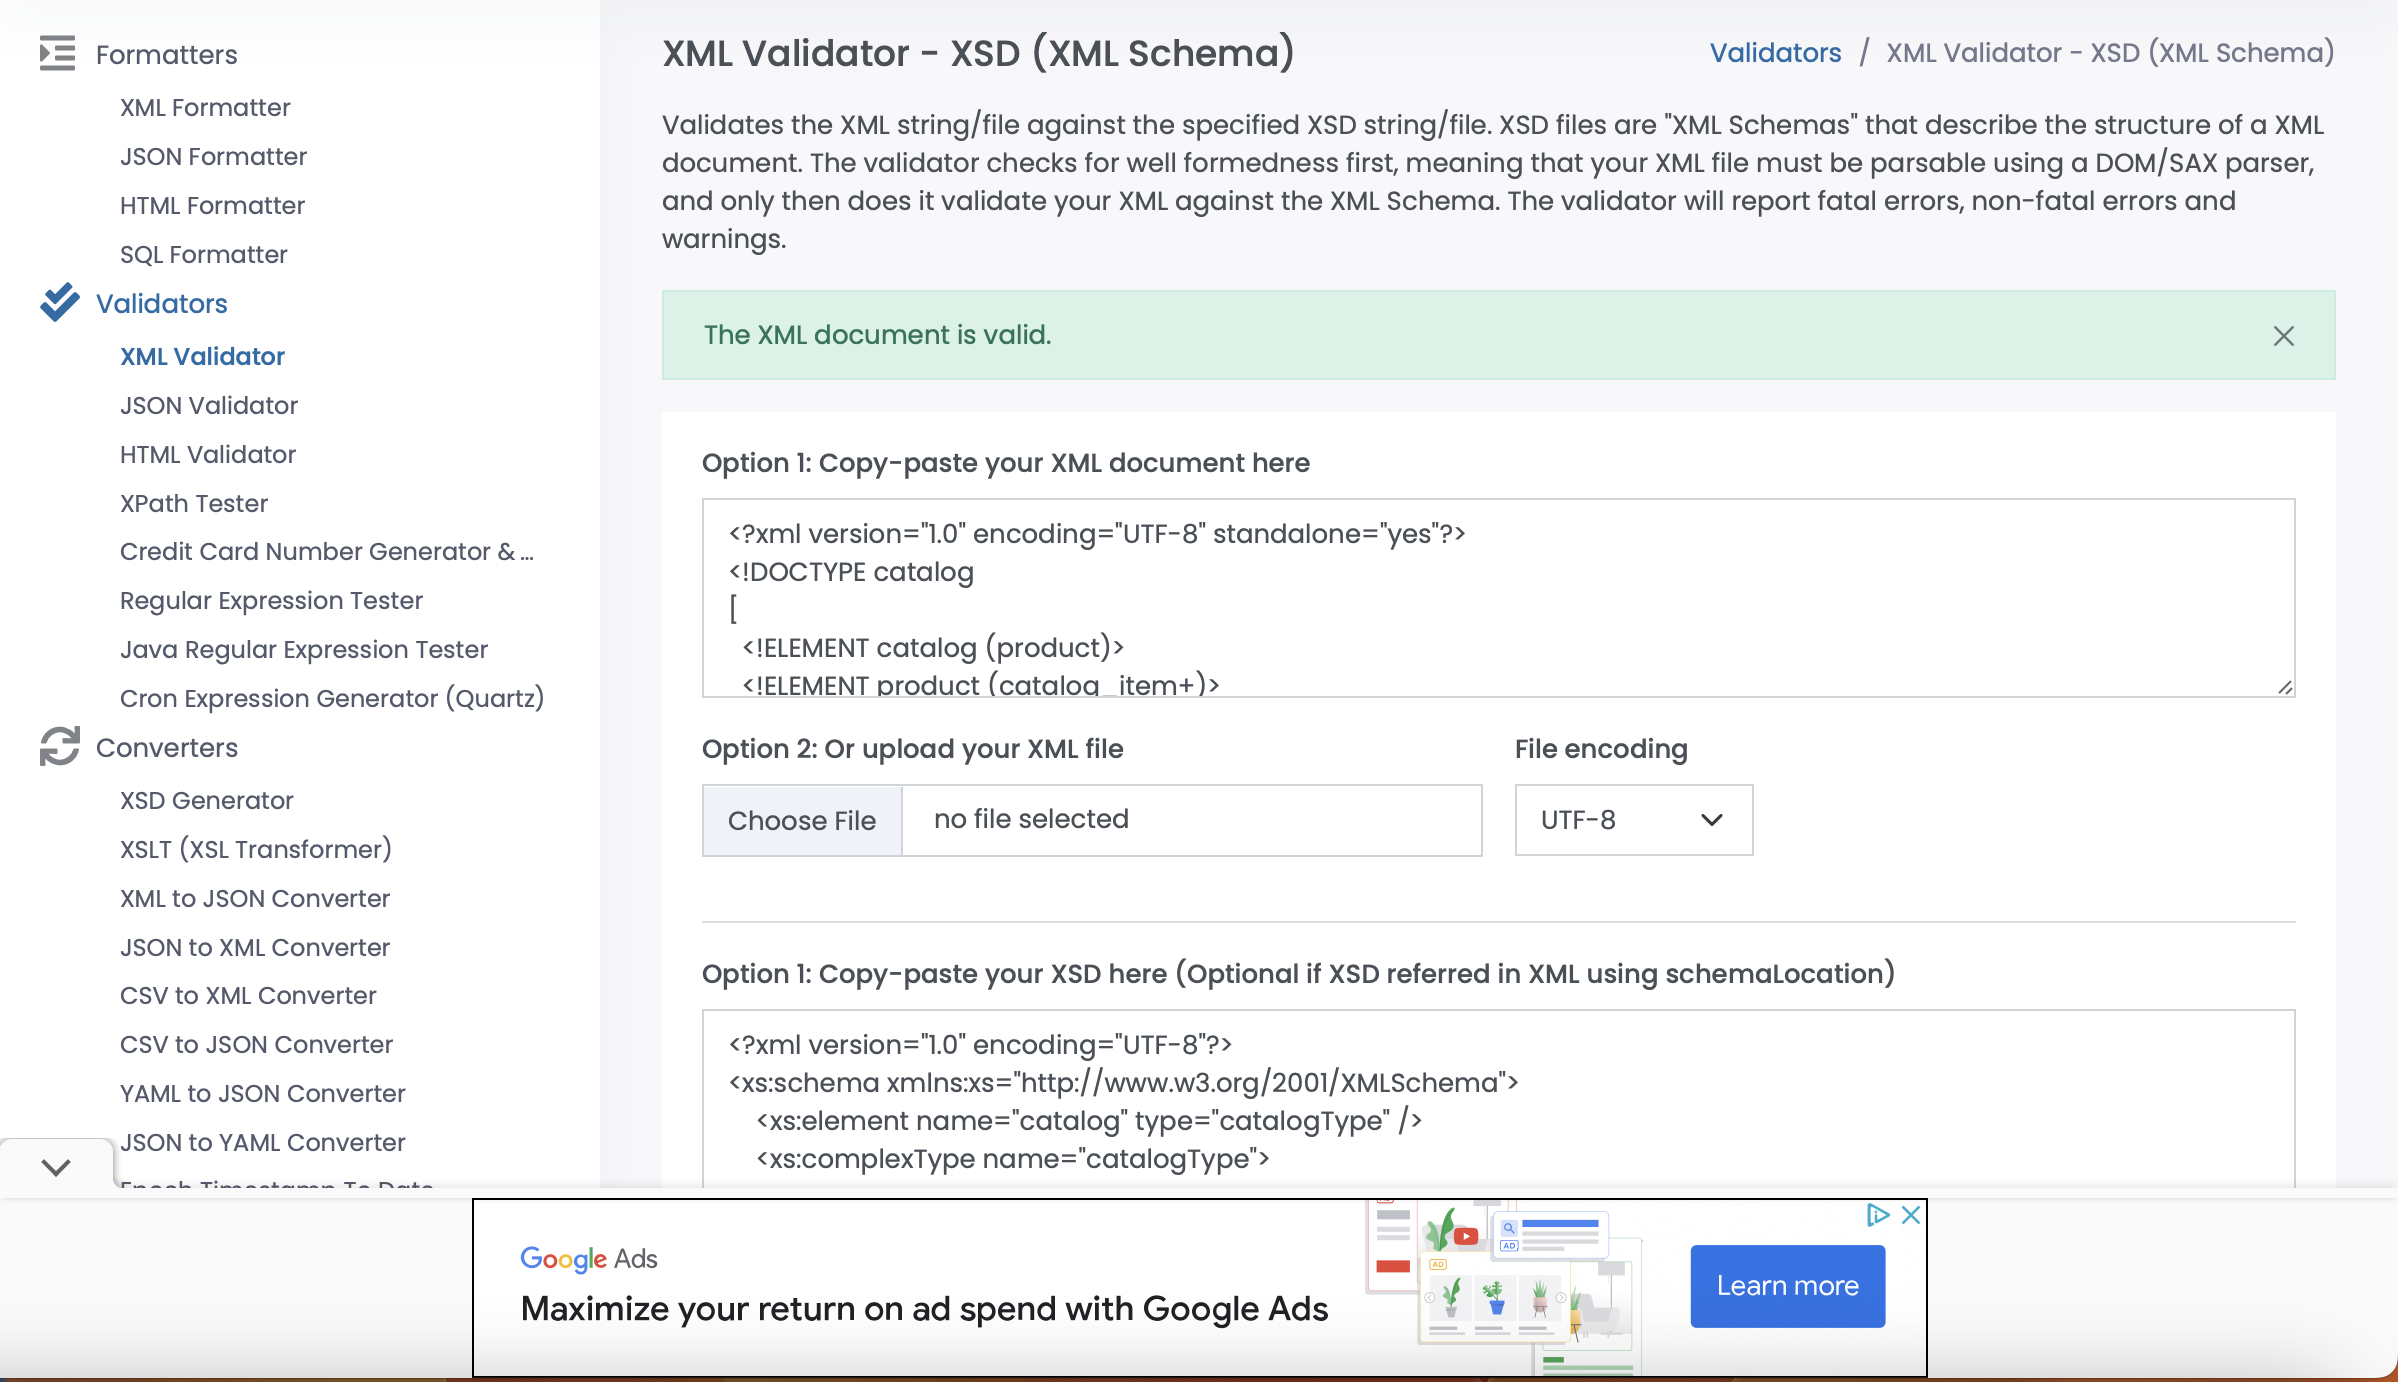 Formatters
XML Formatter
JSON Formatter
HTML Formatter
SQL Formatter
Validators
XML Validator
JSON Validator
HTML Validator
XPath Tester
Credit Card Number Generator & ...
Regular Expression Tester
Java Regular Expression Tester
Cron Expression Generator (Quartz)
Converters
XSD Generator
XSLT (XSL Transformer)
XML to JSON Converter
JSON to XML Converter
CSV to XML Converter
CSV to JSON Converter
YAML to JSON Converter
JSON to YAML Converter
Epoch Timestamp To Date
XML Validator - XSD (XML Schema)
Validators / XML Validator - XSD (XML Schema)
Validates the XML string/file against the specified XSD string/file. XSD files are "XML Schemas" that describe the structure of a XML
document. The validator checks for well formedness first, meaning that your XML file must be parsable using a DOM/SAX parser,
and only then does it validate your XML against the XML Schema. The validator will report fatal errors, non-fatal errors and
warnings.
The XML document is valid.
Option 1: Copy-paste your XML document here
<?xml version="1.0" encoding="UTF-8" standalone="yes"?>
<!DOCTYPE catalog
[
<!ELEMENT catalog (product)>
<!ELEMENT product (catalog_item+)>
Option 2: Or upload your XML file
File encoding
Choose File
no file selected
UTF-8
Option 1: Copy-paste your XSD here (Optional if XSD referred in XML using schemaLocation)
<?xml version="1.0" encoding="UTF-8"?>
<xs:schema xmlns:xs="http://www.w3.org/2001/XMLSchema">
<xs:element name="catalog" type="catalogType" />
<xs:complexType name="catalogType">
Google Ads
Maximize your return on ad spend with Google Ads
AD
AD
Learn more